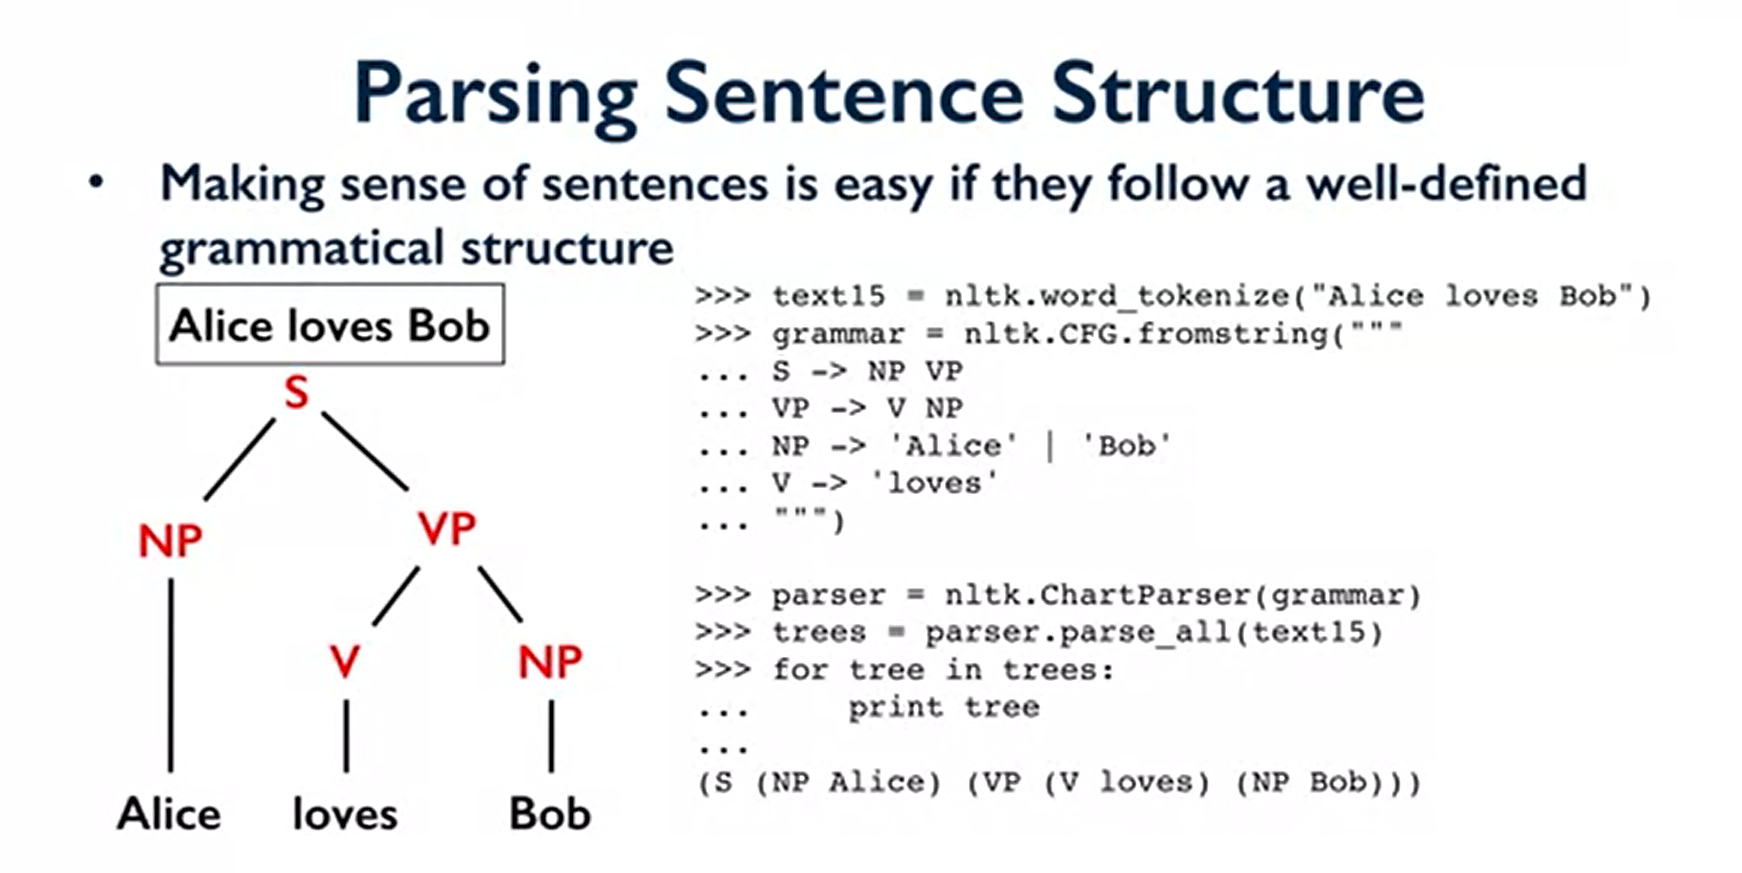 Parsing Sentence Structure
• Making sense of sentences is easy if they follow a well-defined
grammatical structure
Alice loves Bob
S
NP
VP
V
NP
Alice loves Bob
>>> text15 = nltk.word_tokenize("Alice loves Bob")
>>> grammar = nltk.CFG.fromstring("""
... S -> NP VP
... VP -> V NP
... NP -> 'Alice' | 'Bob'
... V -> 'loves'
... """)
>>> parser = nltk.ChartParser(grammar)
>>> trees = parser.parse_all(text15)
>>> for tree in trees:
...     print tree
...
(S (NP Alice) (VP (V loves) (NP Bob)))